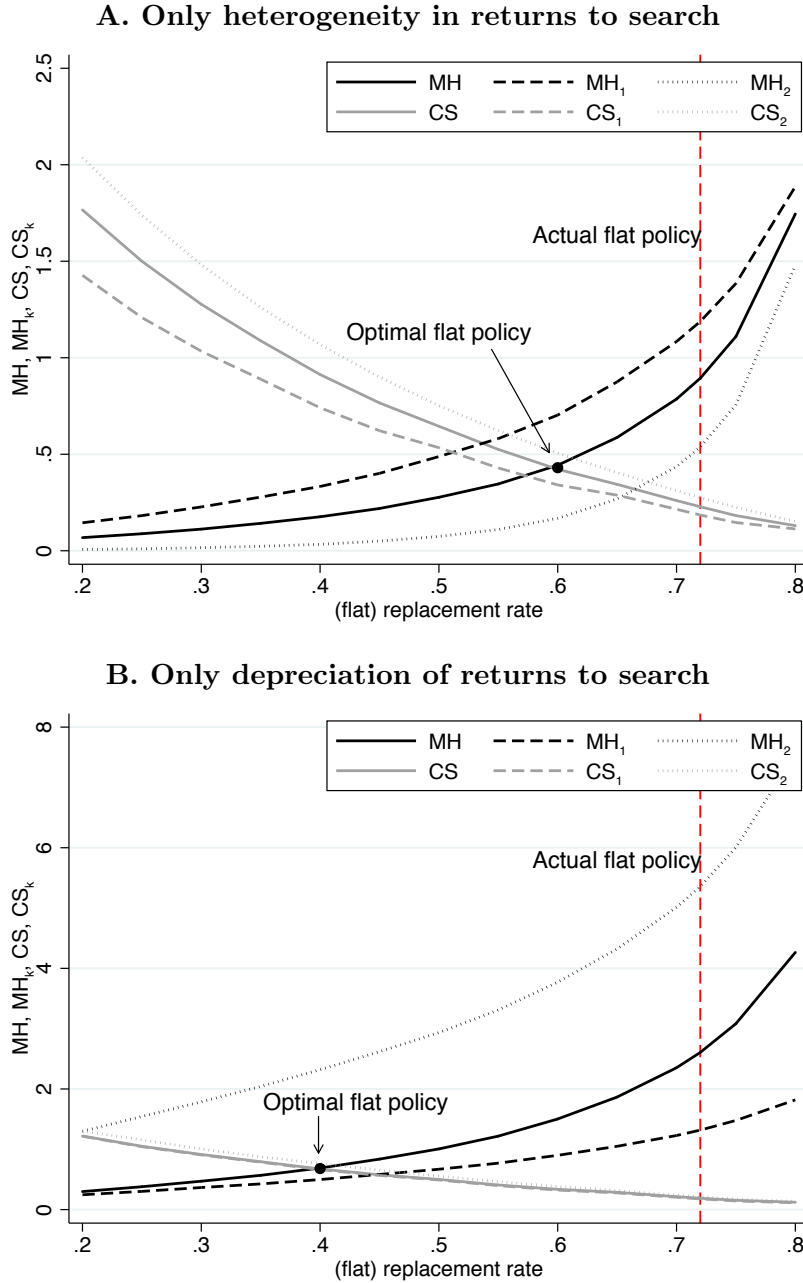 A. Only heterogeneity in returns to search
2.5
2
1.5
1
.5
0
MH, MHₖ, CS, CSₖ
MH MH₁ MH₂
CS CS₁ CS₂
Actual flat policy
Optimal flat policy
.2 .3 .4 .5 .6 .7 .8
(flat) replacement rate
B. Only depreciation of returns to search
8
6
4
2
0
MH, MHₖ, CS, CSₖ
MH MH₁ MH₂
CS CS₁ CS₂
Actual flat policy
Optimal flat policy
.2 .3 .4 .5 .6 .7 .8
(flat) replacement rate